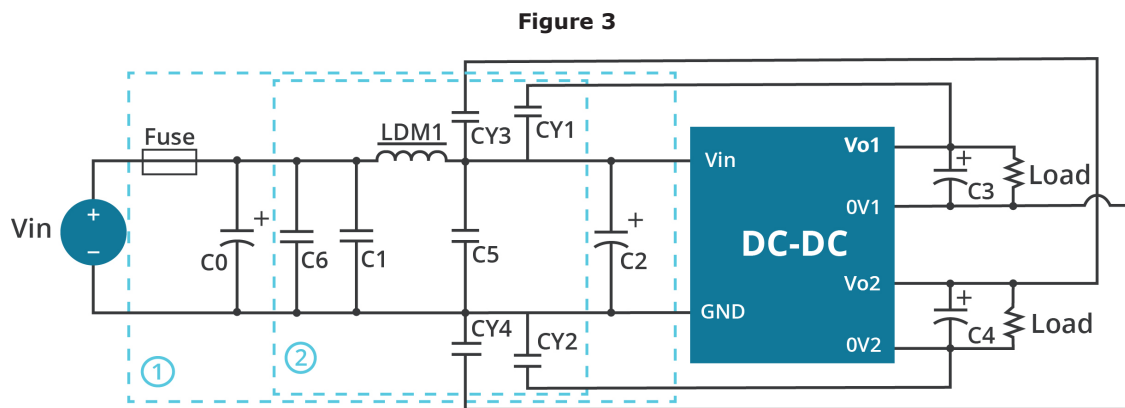 Figure 3
Fuse
LDM1
CY3
CY1
Vin
+
−
+
C0
C6
C1
C5
+
C2
Vin
GND
DC-DC
Vo1
0V1
Vo2
0V2
+
C3
Load
+
C4
Load
CY4
CY2
1
2